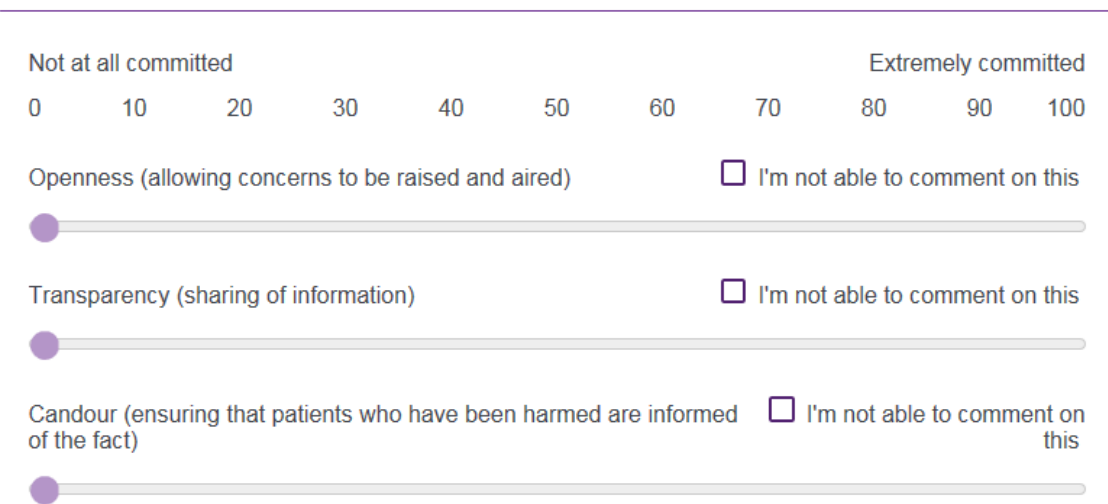 Not at all committed Extremely committed
0 10 20 30 40 50 60 70 80 90 100
Openness (allowing concerns to be raised and aired) I'm not able to comment on this
Transparency (sharing of information) I'm not able to comment on this
Candour (ensuring that patients who have been harmed are informed
of the fact)
I'm not able to comment on
this